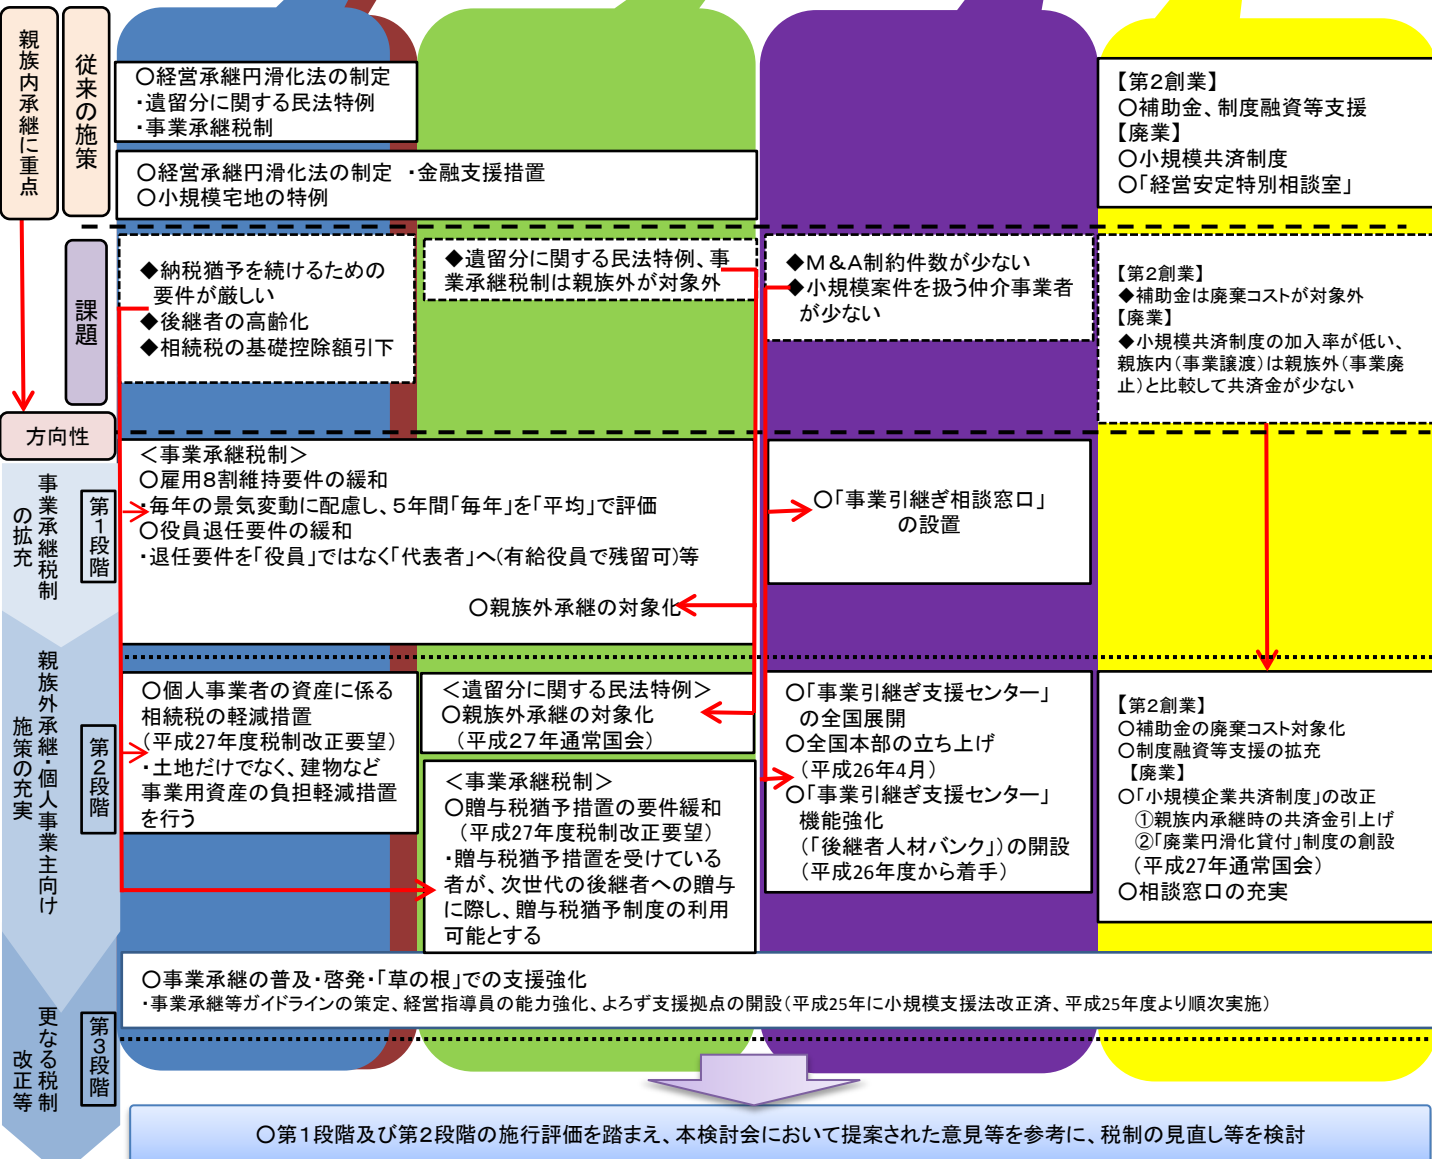 親族内承継に重点
従来の施策
〇経営承継円滑化法の制定
・遺留分に関する民法特例
・事業承継税制
〇経営承継円滑化法の制定 ・金融支援措置
〇小規模宅地の特例
【第2創業】
〇補助金、制度融資等支援
【廃業】
〇小規模共済制度
〇「経営安定特別相談室」
課題
◆納税猶予を続けるための
要件が厳しい
◆後継者の高齢化
◆相続税の基礎控除額引下
◆遺留分に関する民法特例、事
業承継税制は親族外が対象外
◆M&A制約件数が少ない
◆小規模案件を扱う仲介事業者
が少ない
【第2創業】
◆補助金は廃棄コストが対象外
【廃業】
◆小規模共済制度の加入率が低い、
親族内(事業譲渡)は親族外(事業廃
止)と比較して共済金が少ない
方向性
事業承継税制
の拡充
第1段階
<事業承継税制>
〇雇用8割維持要件の緩和
・毎年の景気変動に配慮し、5年間「毎年」を「平均」で評価
〇役員退任要件の緩和
・退任要件を「役員」ではなく「代表者」へ(有給役員で残留可)等
〇親族外承継の対象化
〇「事業引継ぎ相談窓口」
の設置
親族外承継・個人事業主向け
施策の充実
第2段階
〇個人事業者の資産に係る
相続税の軽減措置
(平成27年度税制改正要望)
・土地だけでなく、建物など
事業用資産の負担軽減措置
を行う
<遺留分に関する民法特例>
〇親族外承継の対象化
(平成27年通常国会)
<事業承継税制>
〇贈与税猶予措置の要件緩和
(平成27年度税制改正要望)
・贈与税猶予措置を受けている
者が、次世代の後継者への贈与
に際し、贈与税猶予制度の利用
可能とする
〇「事業引継ぎ支援センター」
の全国展開
〇全国本部の立ち上げ
(平成26年4月)
〇「事業引継ぎ支援センター」
機能強化
(「後継者人材バンク」)の開設
(平成26年度から着手)
【第2創業】
〇補助金の廃棄コスト対象化
〇制度融資等支援の拡充
【廃業】
〇「小規模企業共済制度」の改正
①親族内承継時の共済金引上げ
②「廃業円滑化貸付」制度の創設
(平成27年通常国会)
〇相談窓口の充実
更なる税制
改正等
第3段階
〇事業承継の普及・啓発・「草の根」での支援強化
・事業承継等ガイドラインの策定、経営指導員の能力強化、よろず支援拠点の開設(平成25年に小規模支援法改正済、平成25年度より順次実施)
〇第1段階及び第2段階の施行評価を踏まえ、本検討会において提案された意見等を参考に、税制の見直し等を検討